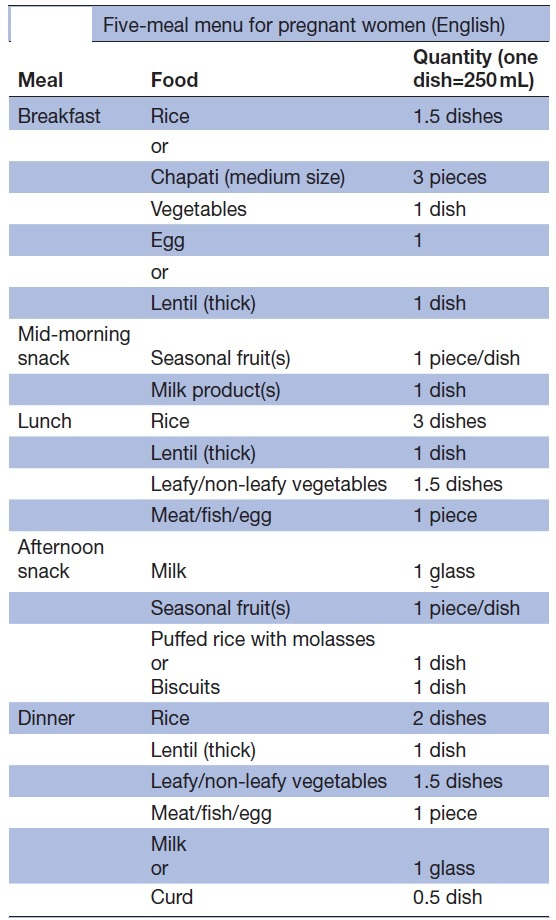 Five-meal menu for pregnant women (English)
Meal Food Quantity (one dish=250 mL)
Breakfast Rice 1.5 dishes
or
Chapati (medium size) 3 pieces
Vegetables 1 dish
Egg 1
or
Lentil (thick) 1 dish
Mid-morning snack Seasonal fruit(s) 1 piece/dish
Milk product(s) 1 dish
Lunch Rice 3 dishes
Lentil (thick) 1 dish
Leafy/non-leafy vegetables 1.5 dishes
Meat/fish/egg 1 piece
Afternoon snack Milk 1 glass
Seasonal fruit(s) 1 piece/dish
Puffed rice with molasses
or 1 dish
Biscuits 1 dish
Dinner Rice 2 dishes
Lentil (thick) 1 dish
Leafy/non-leafy vegetables 1.5 dishes
Meat/fish/egg 1 piece
Milk
or 1 glass
Curd 0.5 dish